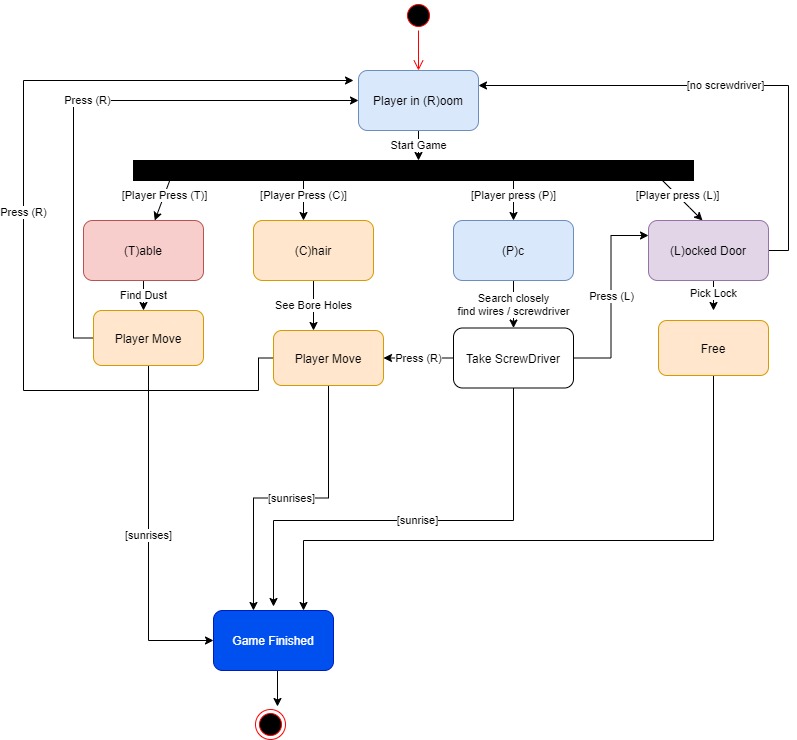 Player in (R)oom
[no screwdriver]
Press (R)
Start Game
[Player Press (T)]
[Player Press (C)]
[Player press (P)]
[Player press (L)]
Press (R)
(T)able
(C)hair
(P)c
(L)ocked Door
Find Dust
See Bore Holes
Search closely
find wires / screwdriver
Press (L)
Pick Lock
Player Move
Player Move
Press (R)
Take ScrewDriver
Free
[sunrises]
[sunrise]
[sunrises]
Game Finished